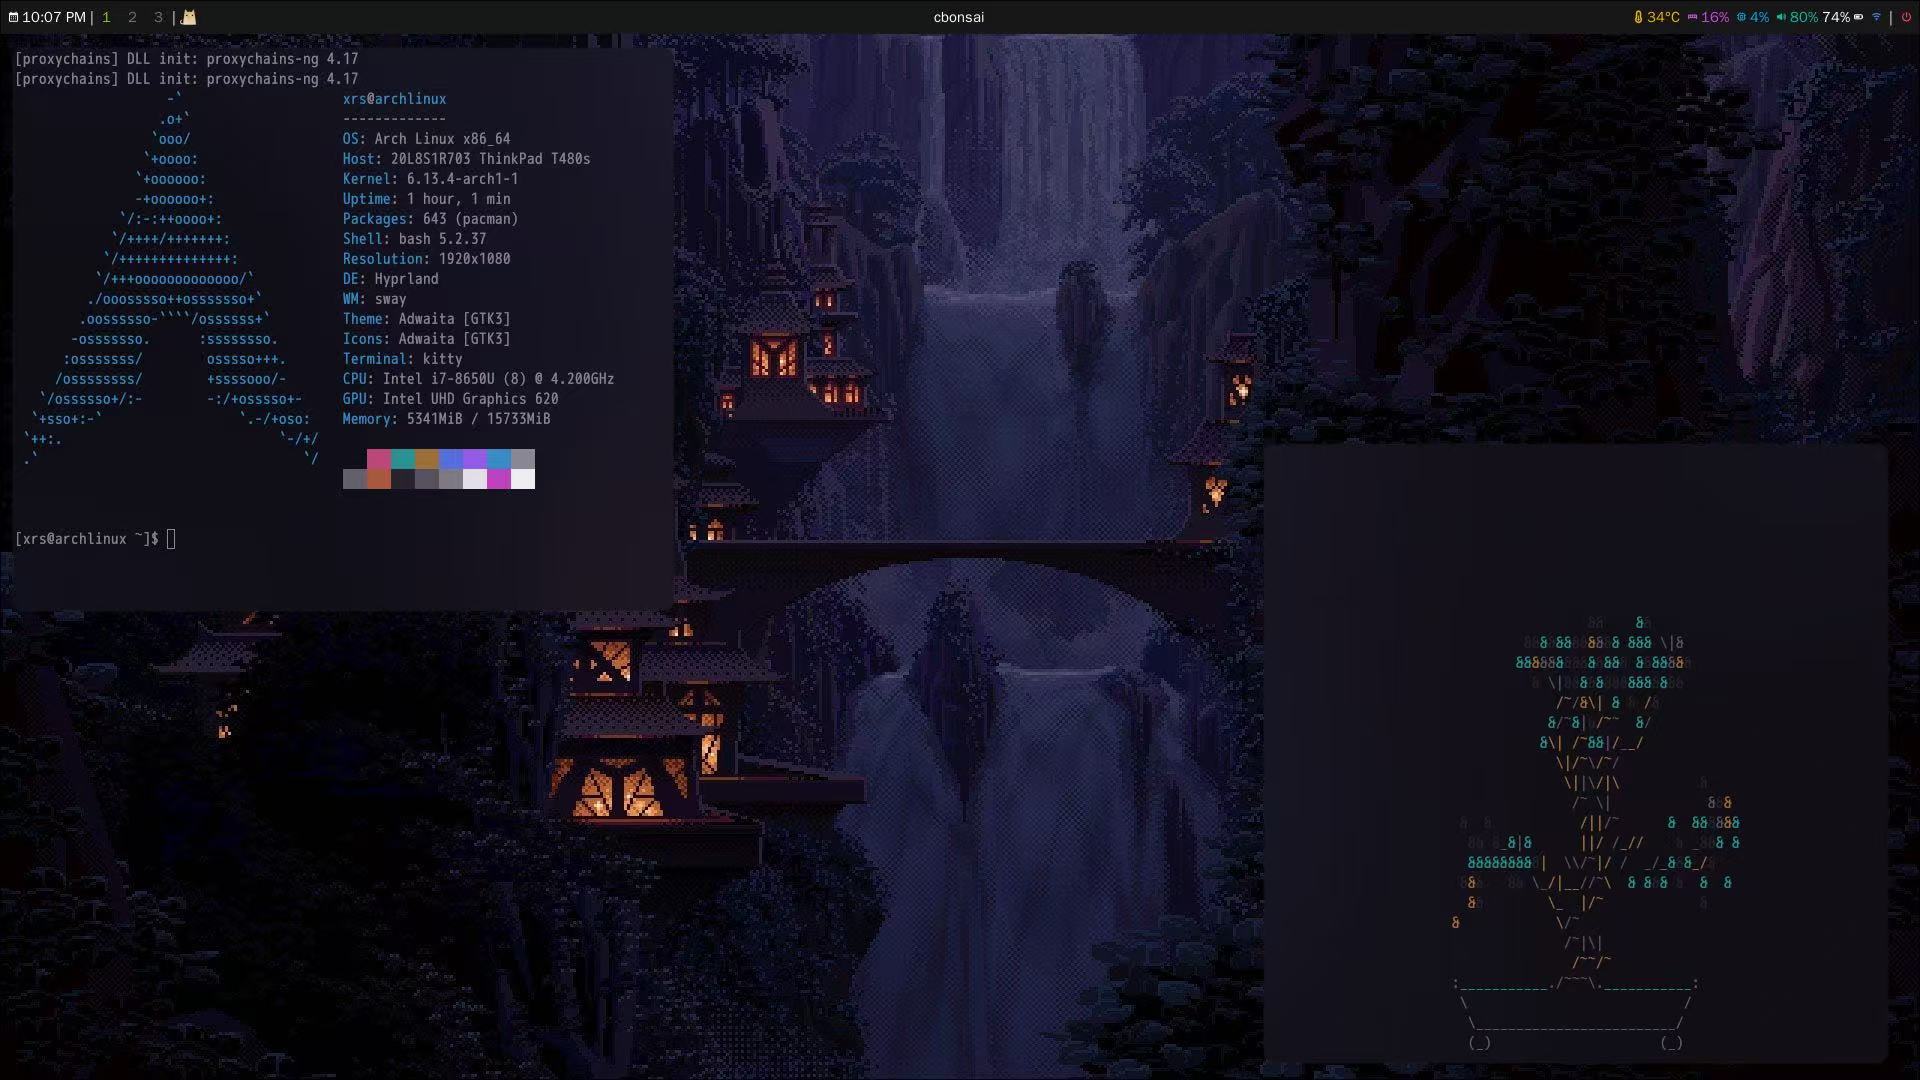 10:07 PM | 1 2 3 |
cbonsai
34°C 16% 4% 80% 74% |
[proxychains] DLL init: proxychains-ng 4.17
[proxychains] DLL init: proxychains-ng 4.17
xrs@archlinux
-------------
OS: Arch Linux x86_64
Host: 20L8S1R703 ThinkPad T480s
Kernel: 6.13.4-arch1-1
Uptime: 1 hour, 1 min
Packages: 643 (pacman)
Shell: bash 5.2.37
Resolution: 1920x1080
DE: Hyprland
WM: sway
Theme: Adwaita [GTK3]
Icons: Adwaita [GTK3]
Terminal: kitty
CPU: Intel i7-8650U (8) @ 4.200GHz
GPU: Intel UHD Graphics 620
Memory: 5341MiB / 15733MiB
[xrs@archlinux ~]$